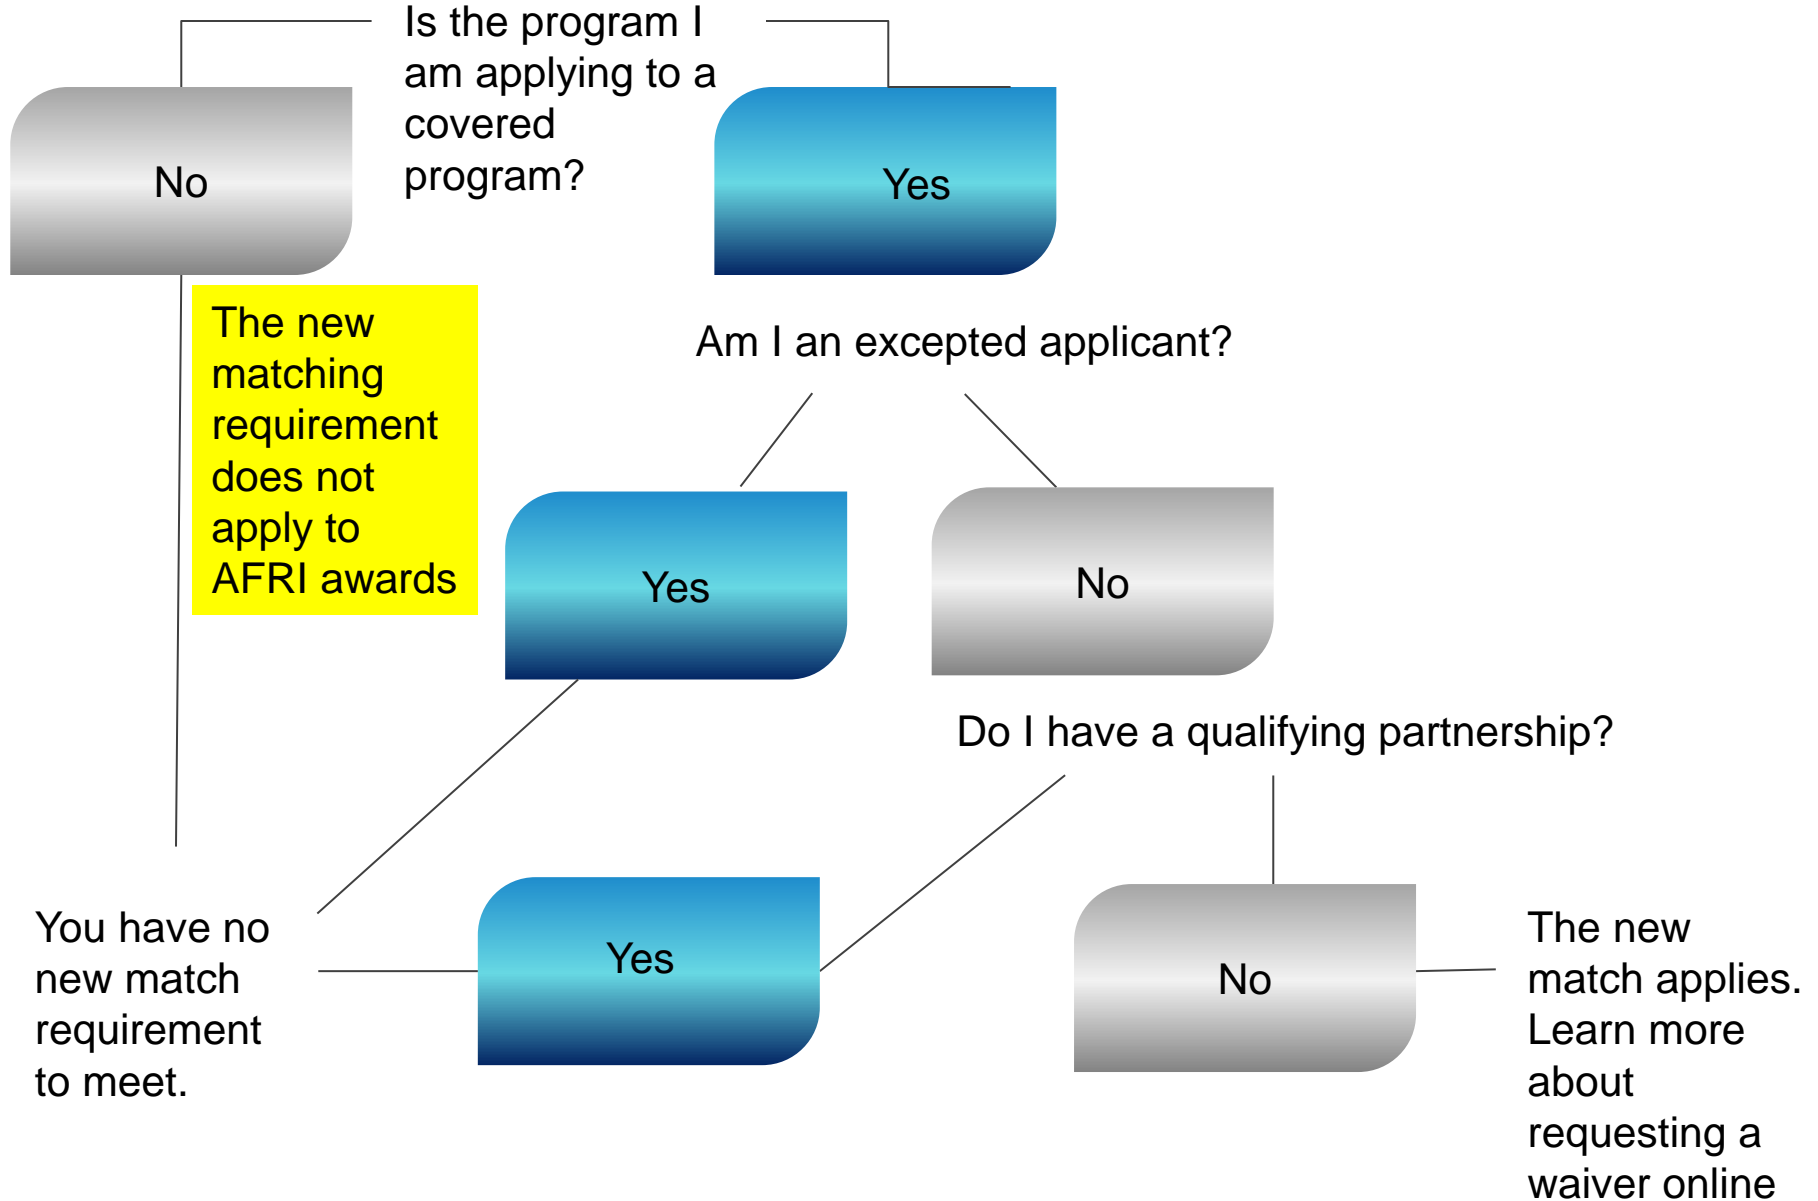 Is the program I
am applying to a
covered
program?
No
Yes
The new
matching
requirement
does not
apply to
AFRI awards
Am I an excepted applicant?
Yes
No
Do I have a qualifying partnership?
You have no
new match
requirement
to meet.
Yes
No
The new
match applies.
Learn more
about
requesting a
waiver online